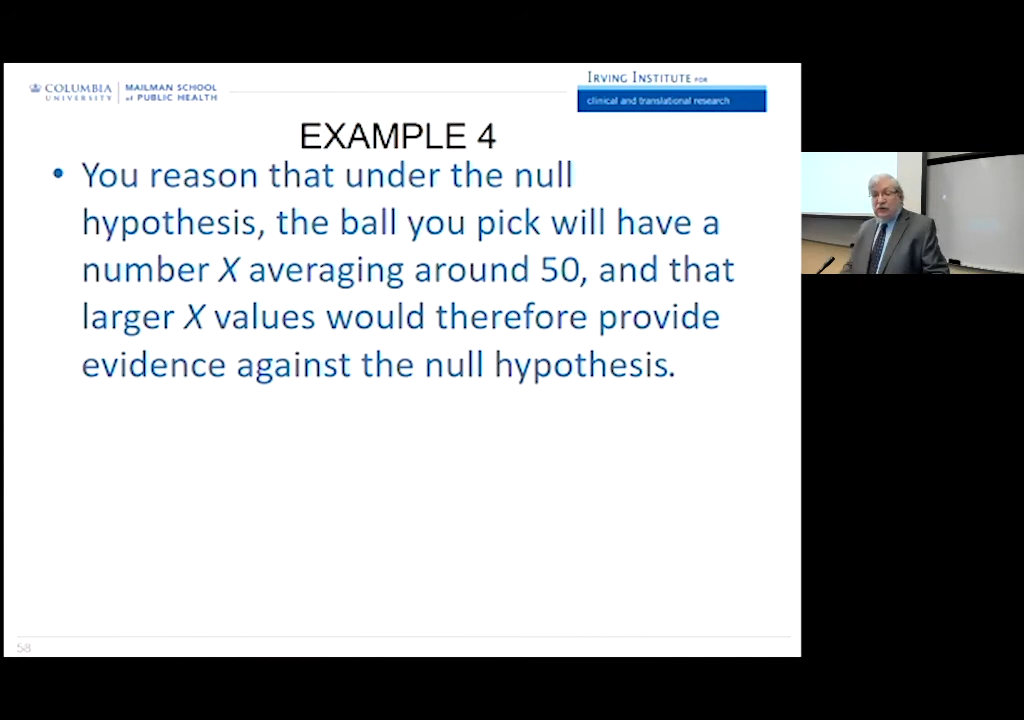 COLUMBIA
UNIVERSITY
MAILMAN SCHOOL
of PUBLIC HEALTH
IRVING INSTITUTE FOR
clinical and translational research
EXAMPLE 4
• You reason that under the null
hypothesis, the ball you pick will have a
number X averaging around 50, and that
larger X values would therefore provide
evidence against the null hypothesis.
58